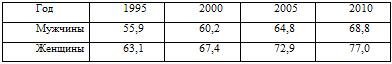 Год 1995 2000 2005 2010
Мужчины 55,9 60,2 64,8 68,8
Женщины 63,1 67,4 72,9 77,0